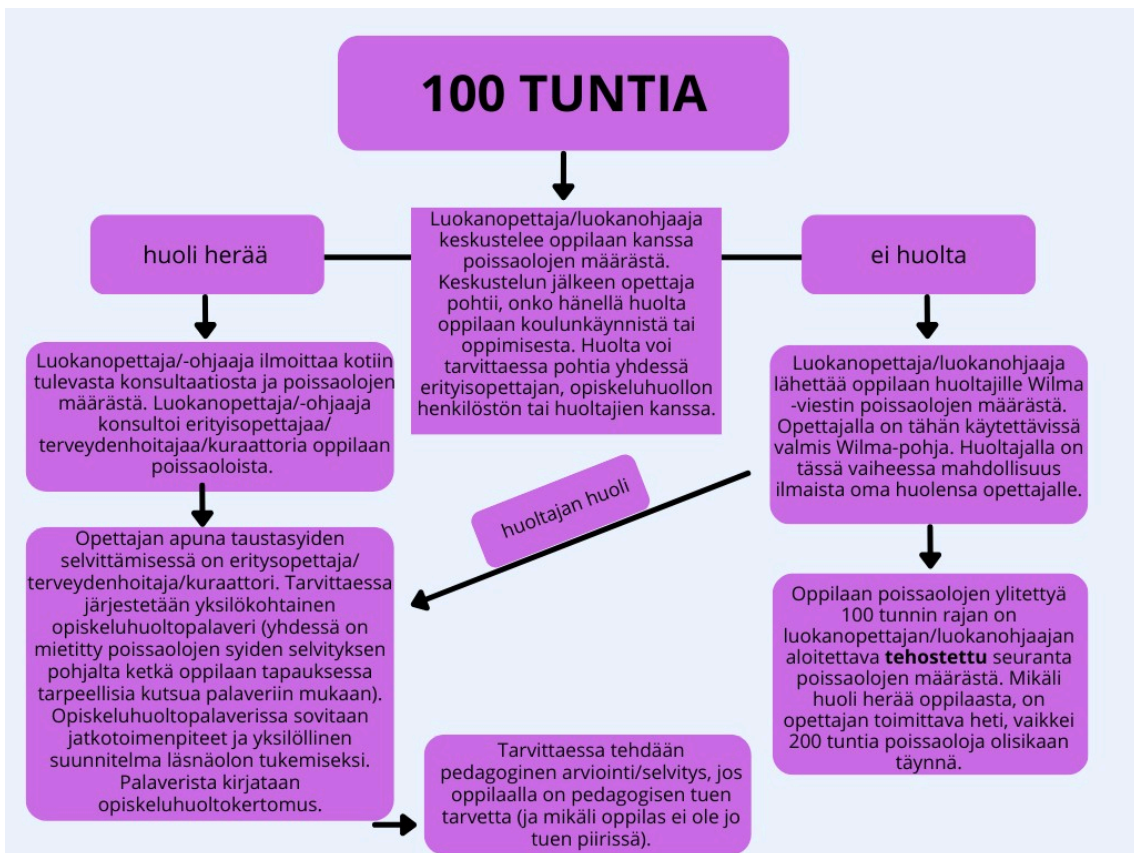 100 TUNTIA
Luokanopettaja/luokanohjaaja
keskustelee oppilaan kanssa
poissaolojen määrästä.
Keskustelun jälkeen opettaja
pohtii, onko hänellä huolta
oppilaan koulunkäynnistä tai
oppimisesta. Huolta voi
tarvittaessa pohtia yhdessä
erityisopettajan, opiskeluhuollon
henkilöstön tai huoltajien kanssa.
huoli herää
Luokanopettaja/-ohjaaja ilmoittaa kotiin
tulevasta konsultaatiosta ja poissaolojen
määrästä. Luokanopettaja/-ohjaaja
konsultoi erityisopettajaa/
terveydenhoitajaa/kuraattoria oppilaan
poissaoloista.
Opettajan apuna taustasyiden
selvittämisessä on eritysopettaja/
terveydenhoitaja/kuraattori. Tarvittaessa
järjestetään yksilökohtainen
opiskeluhuoltopalaveri (yhdessä on
mietitty poissaolojen syiden selvityksen
pohjalta ketkä oppilaan tapauksessa
tarpeellisia kutsua palaveriin mukaan).
Opiskeluhuoltopalaverissa sovitaan
jatkotoimenpiteet ja yksilöllinen
suunnitelma läsnäolon tukemiseksi.
Palaverista kirjataan
opiskeluhuoltokertomus.
Tarvittaessa tehdään
pedagoginen arviointi/selvitys, jos
oppilaalla on pedagogisen tuen
tarvetta (ja mikäli oppilas ei ole jo
tuen piirissä).
ei huolta
Luokanopettaja/luokanohjaaja
lähettää oppilaan huoltajille Wilma
-viestin poissaolojen määrästä.
Opettajalla on tähän käytettävissä
valmis Wilma-pohja. Huoltajalla on
tässä vaiheessa mahdollisuus
ilmaista oma huolensa opettajalle.
huoltajan huoli
Oppilaan poissaolojen ylitettyä
100 tunnin rajan on
luokanopettajan/luokanohjaajan
aloitettava tehostettu seuranta
poissaolojen määrästä. Mikäli
huoli herää oppilaasta, on
opettajan toimittava heti, vaikkei
200 tuntia poissaoloja olisikaan
täynnä.